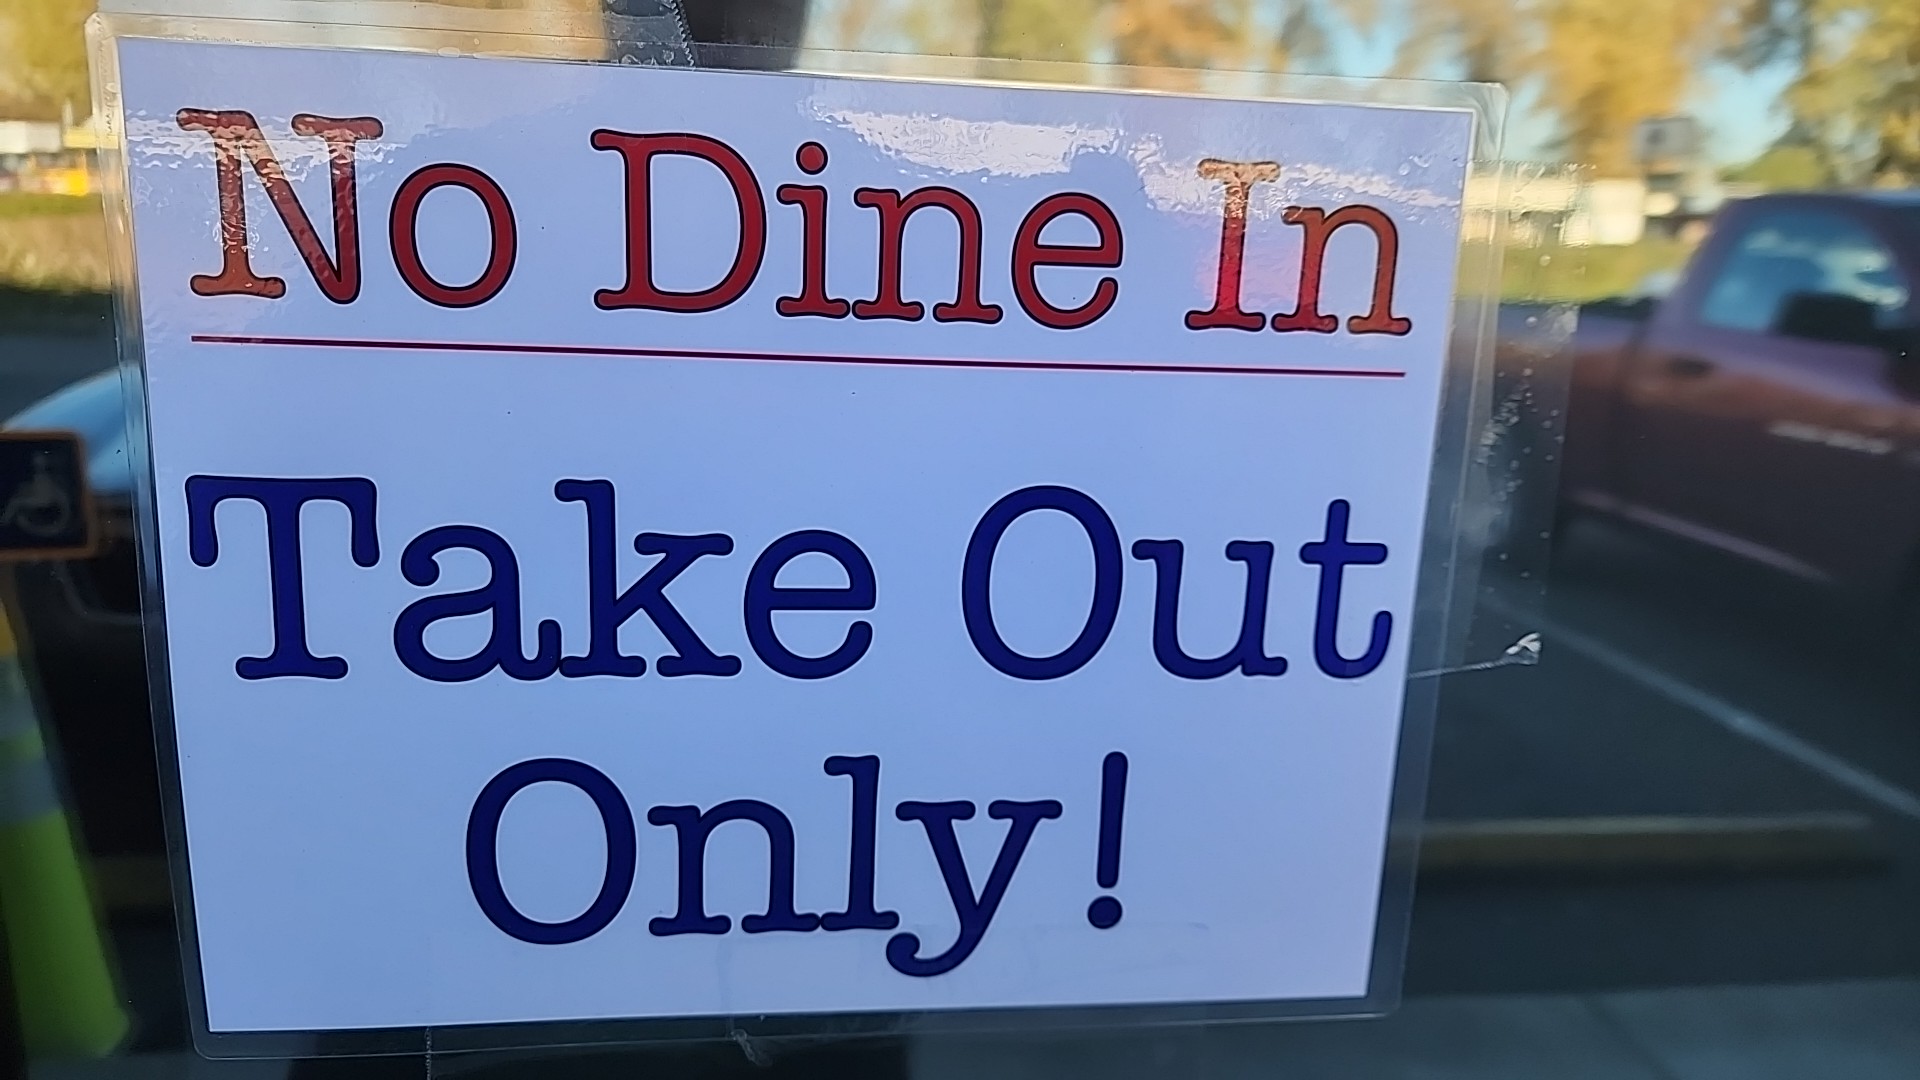 No Dine In
Take Out
Only!